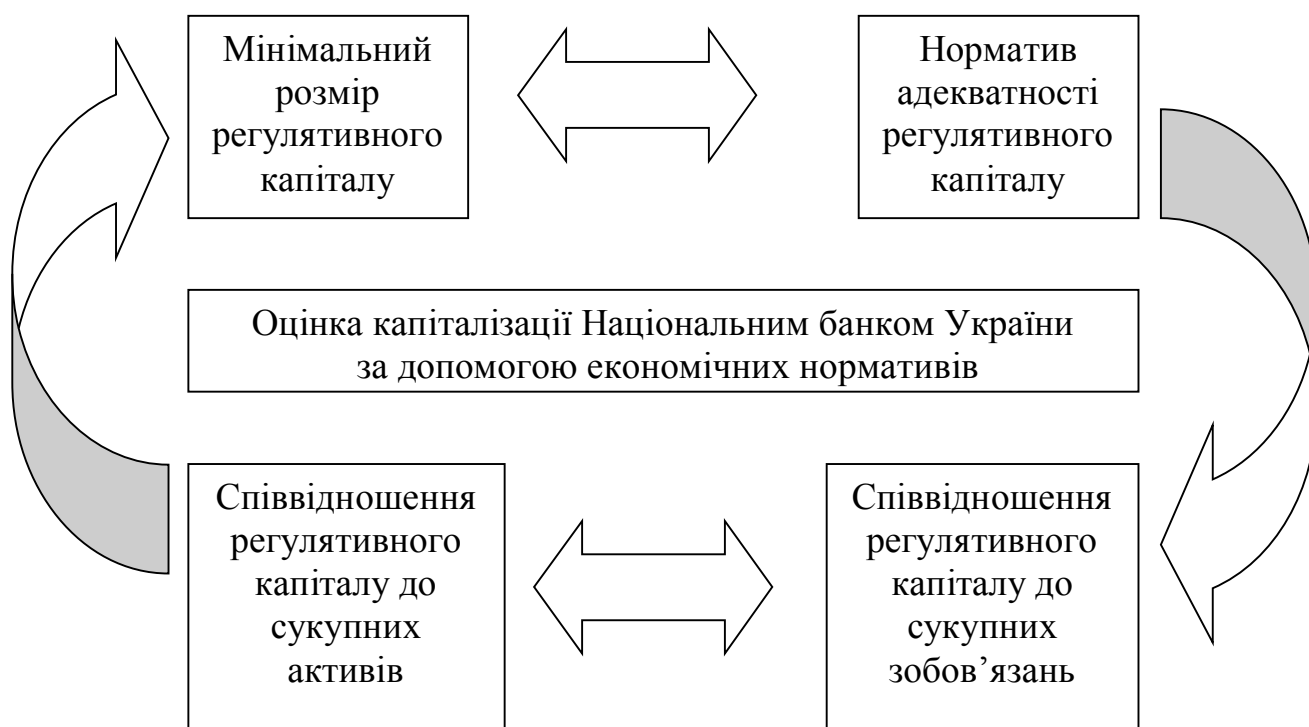 Мінімальний
розмір
регулятивного
капіталу
Норматив
адекватності
регулятивного
капіталу
Оцінка капіталізації Національним банком України
за допомогою економічних нормативів
Співвідношення
регулятивного
капіталу до
сукупних
активів
Співвідношення
регулятивного
капіталу до
сукупних
зобов’язань